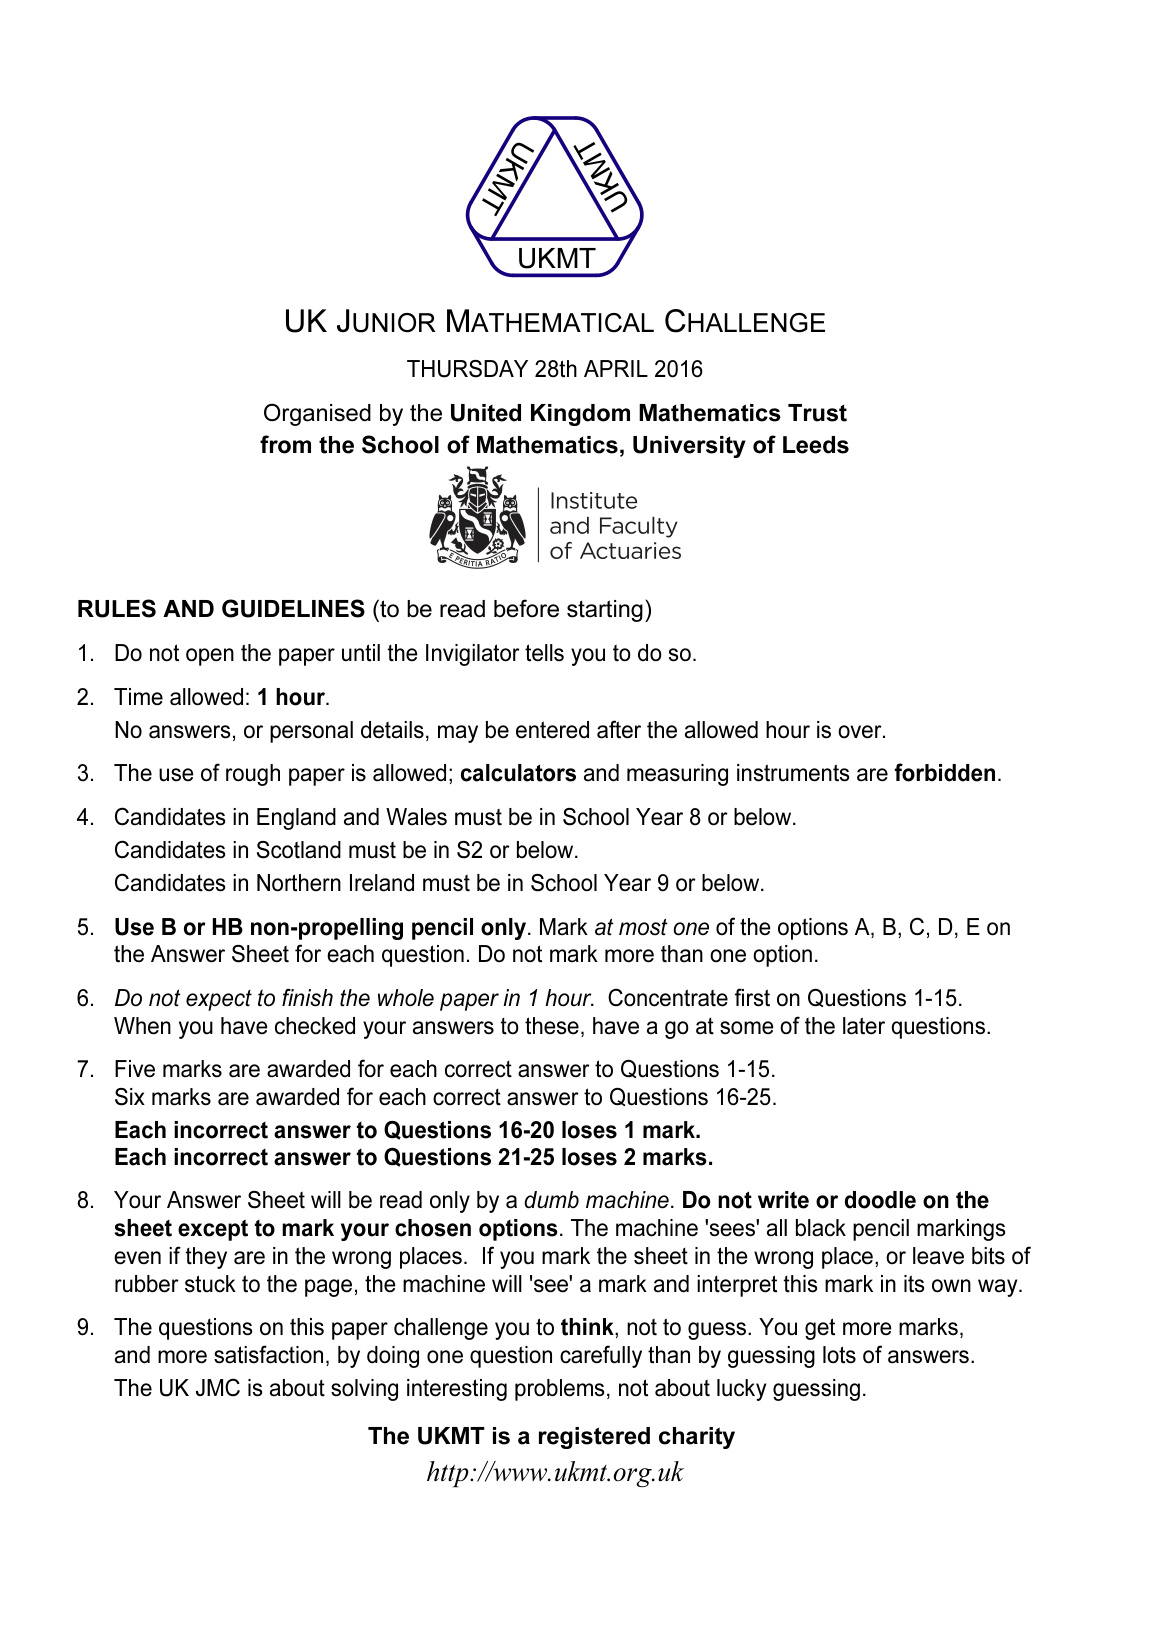 UKMT
UKMT
UKMT
UK JUNIOR MATHEMATICAL CHALLENGE
THURSDAY 28th APRIL 2016
Organised by the United Kingdom Mathematics Trust
from the School of Mathematics, University of Leeds
E PERITIA RATIO
Institute
and Faculty
of Actuaries
RULES AND GUIDELINES (to be read before starting)
1. Do not open the paper until the Invigilator tells you to do so.
2. Time allowed: 1 hour.
No answers, or personal details, may be entered after the allowed hour is over.
3. The use of rough paper is allowed; calculators and measuring instruments are forbidden.
4. Candidates in England and Wales must be in School Year 8 or below.
Candidates in Scotland must be in S2 or below.
Candidates in Northern Ireland must be in School Year 9 or below.
5. Use B or HB non-propelling pencil only. Mark at most one of the options A, B, C, D, E on
the Answer Sheet for each question. Do not mark more than one option.
6. Do not expect to finish the whole paper in 1 hour. Concentrate first on Questions 1-15.
When you have checked your answers to these, have a go at some of the later questions.
7. Five marks are awarded for each correct answer to Questions 1-15.
Six marks are awarded for each correct answer to Questions 16-25.
Each incorrect answer to Questions 16-20 loses 1 mark.
Each incorrect answer to Questions 21-25 loses 2 marks.
8. Your Answer Sheet will be read only by a dumb machine. Do not write or doodle on the
sheet except to mark your chosen options. The machine 'sees' all black pencil markings
even if they are in the wrong places. If you mark the sheet in the wrong place, or leave bits of
rubber stuck to the page, the machine will 'see' a mark and interpret this mark in its own way.
9. The questions on this paper challenge you to think, not to guess. You get more marks,
and more satisfaction, by doing one question carefully than by guessing lots of answers.
The UK JMC is about solving interesting problems, not about lucky guessing.
The UKMT is a registered charity
http://www.ukmt.org.uk